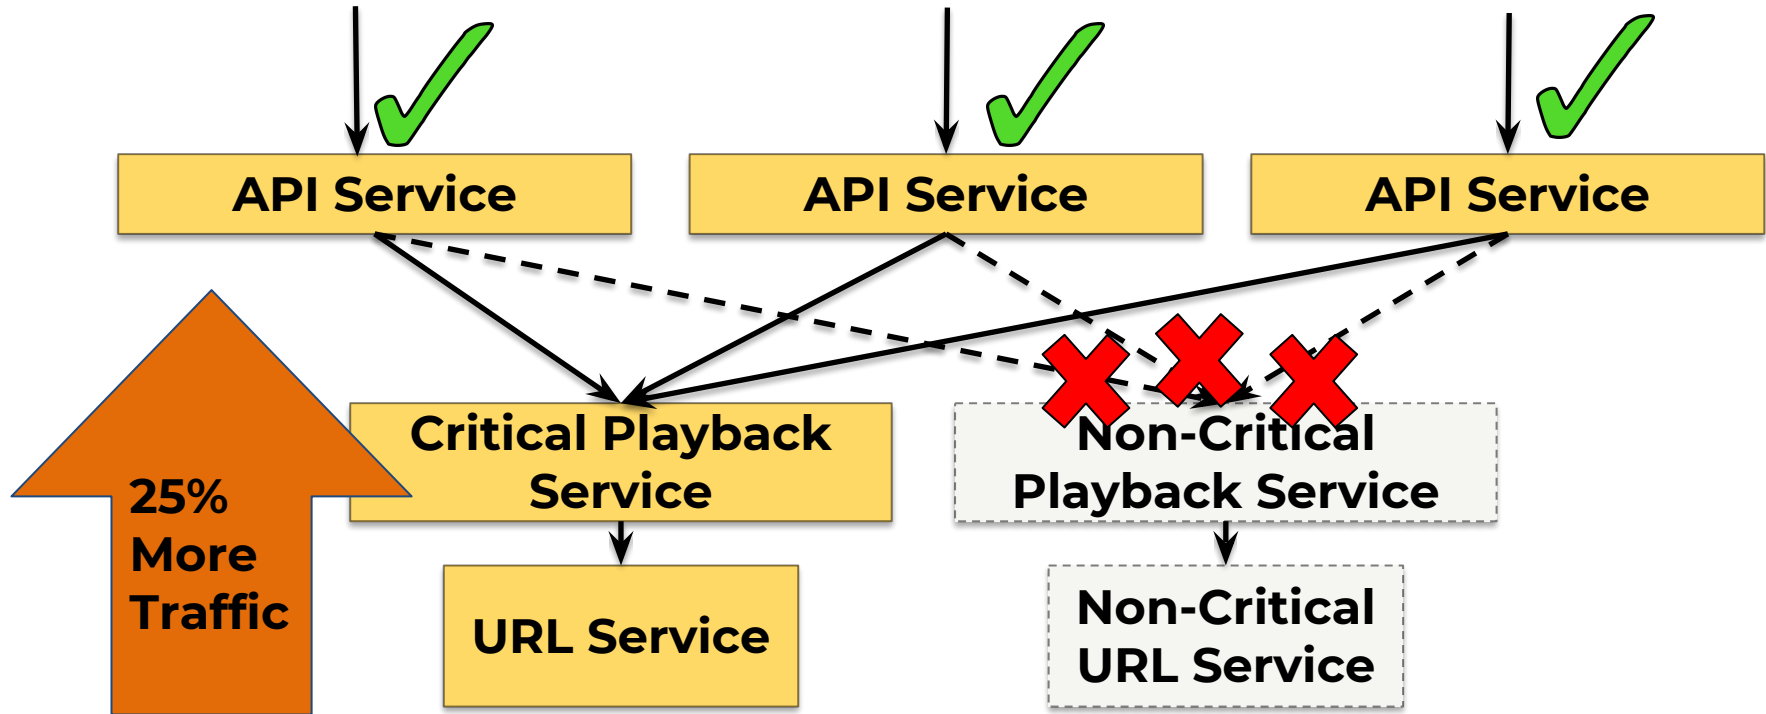 API Service
API Service
API Service
Critical Playback
Service
Non-Critical
Playback Service
25%
More
Traffic
URL Service
Non-Critical
URL Service